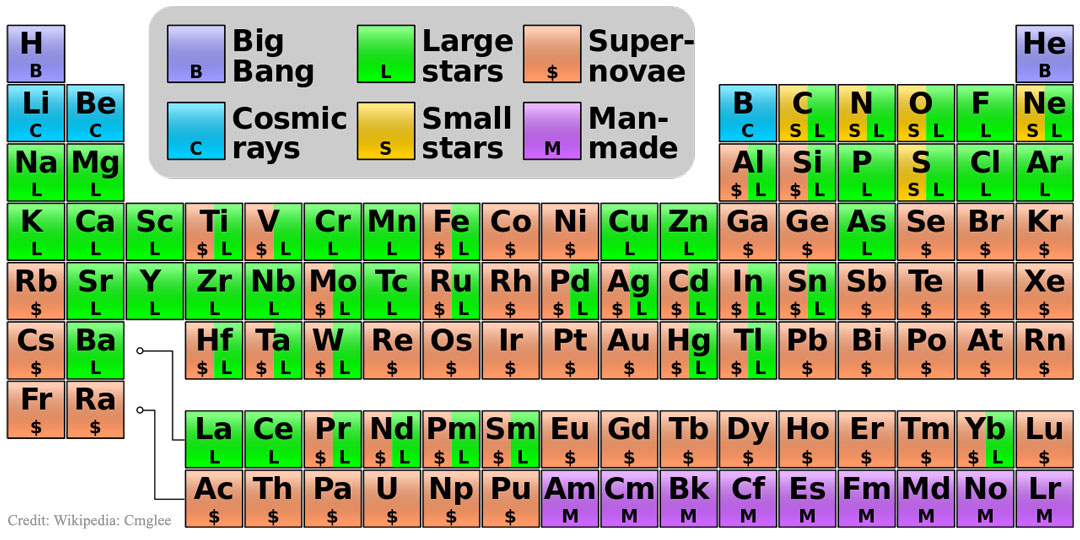 H Big Large Super- He
B B Bang L stars $ novae B
Li Be Cosmic Small Man- B C N O F Ne
C C C rays S stars M made C S L S L S L L S L
Na Mg Al Si P S Cl Ar
L L $ L $ L L S L L L
K Ca Sc Ti V Cr Mn Fe Co Ni Cu Zn Ga Ge As Se Br Kr
L L L $ L $ L L L $ L $ $ L L $ $ L $ $ $
Rb Sr Y Zr Nb Mo Tc Ru Rh Pd Ag Cd In Sn Sb Te I Xe
$ L L L L $ L L $ L $ $ L $ L $ L $ L $ L $ $ $ $
Cs Ba Hf Ta W Re Os Ir Pt Au Hg Tl Pb Bi Po At Rn
$ L $ L $ L $ L $ $ $ $ $ $ L $ L $ $ $ $ $
Fr Ra
$ $
La Ce Pr Nd Pm Sm Eu Gd Tb Dy Ho Er Tm Yb Lu
L L $ L $ L $ L $ L $ $ $ $ $ $ $ $ L $
Ac Th Pa U Np Pu Am Cm Bk Cf Es Fm Md No Lr
$ $ $ $ $ $ M M M M M M M M M
Credit: Wikipedia: Cmglee